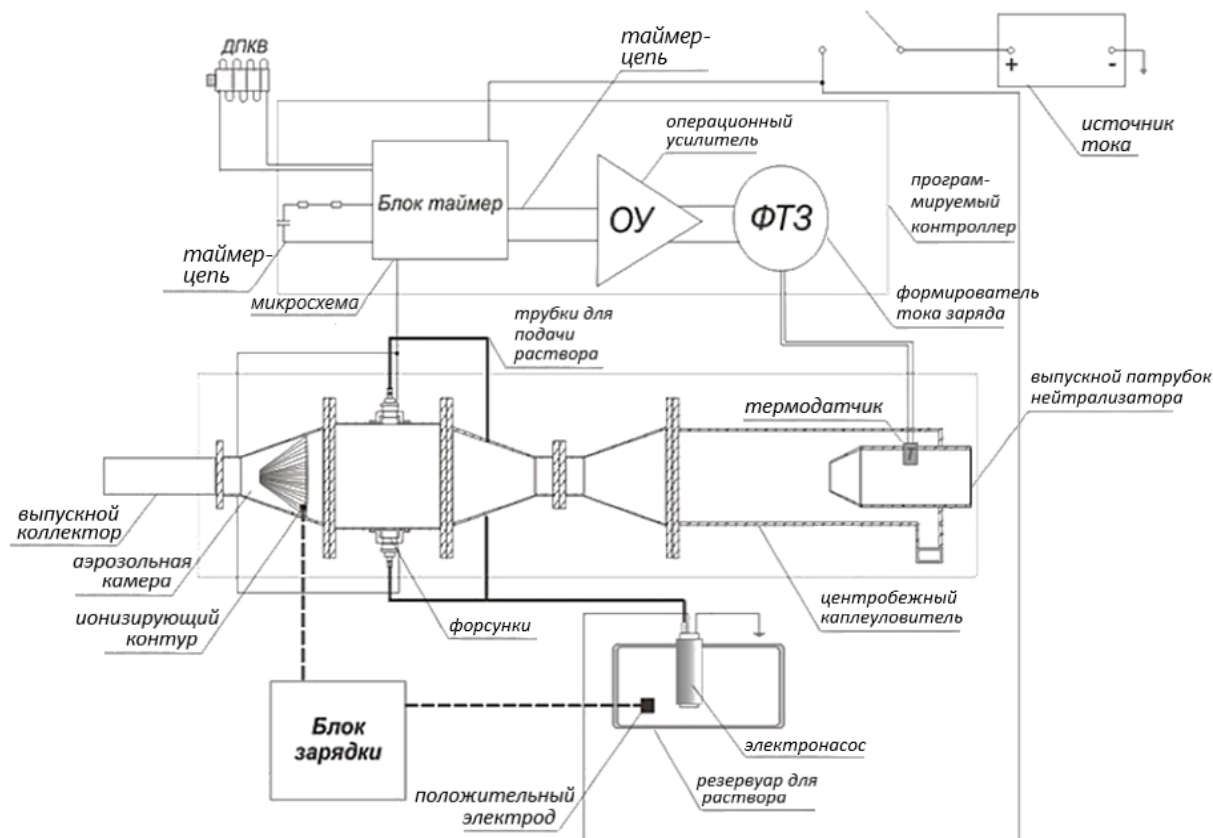 ДПКВ
таймер-
цепь
+
-
источник
тока
операционный
усилитель
Блок таймер
ОУ
ФТЗ
програм-
мируемый
контроллер
таймер-
цепь
микросхема
формирователь
тока заряда
трубки для
подачи
раствора
термодатчик
выпускной патрубок
нейтрализатора
T
выпускной
коллектор
аэрозольная
камера
ионизирующий
контур
форсунки
центробежный
каплеуловитель
Блок
зарядки
электронасос
положительный
электрод
резервуар для
раствора